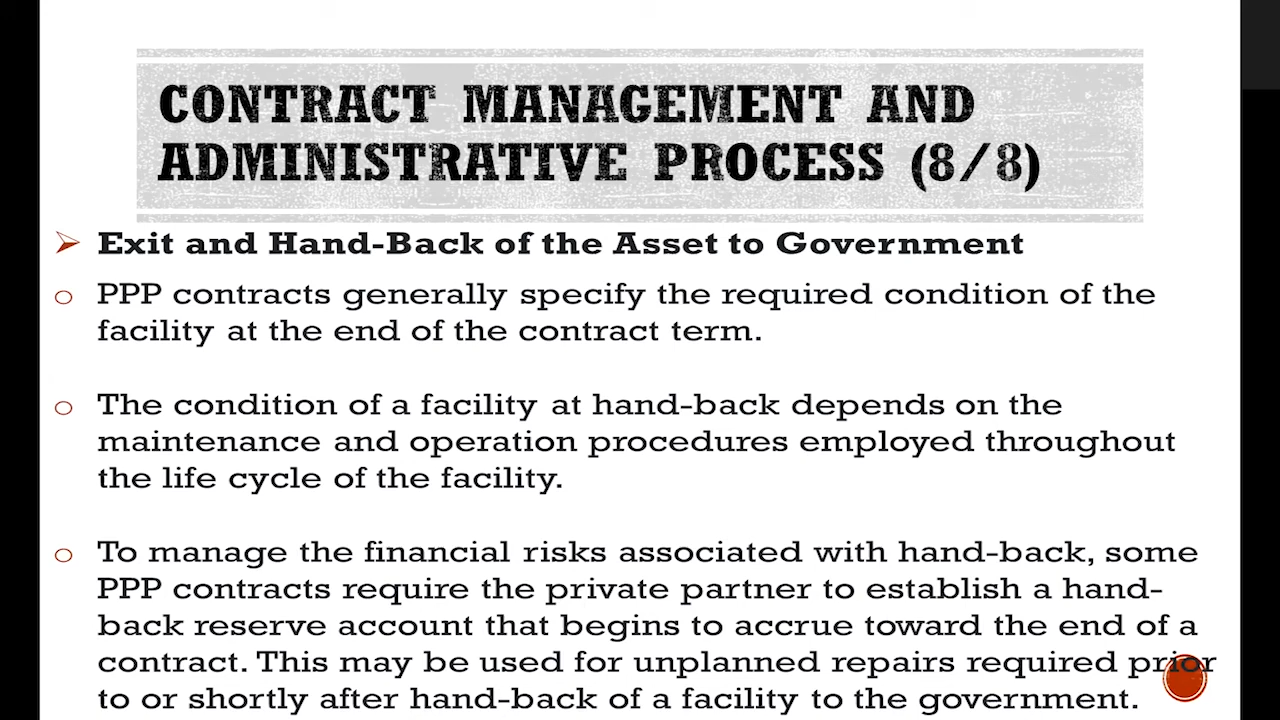 CONTRACT MANAGEMENT AND
ADMINISTRATIVE PROCESS (8/8)
Exit and Hand-Back of the Asset to Government
PPP contracts generally specify the required condition of the
facility at the end of the contract term.
The condition of a facility at hand-back depends on the
maintenance and operation procedures employed throughout
the life cycle of the facility.
To manage the financial risks associated with hand-back, some
PPP contracts require the private partner to establish a hand-
back reserve account that begins to accrue toward the end of a
contract. This may be used for unplanned repairs required prior
to or shortly after hand-back of a facility to the government.